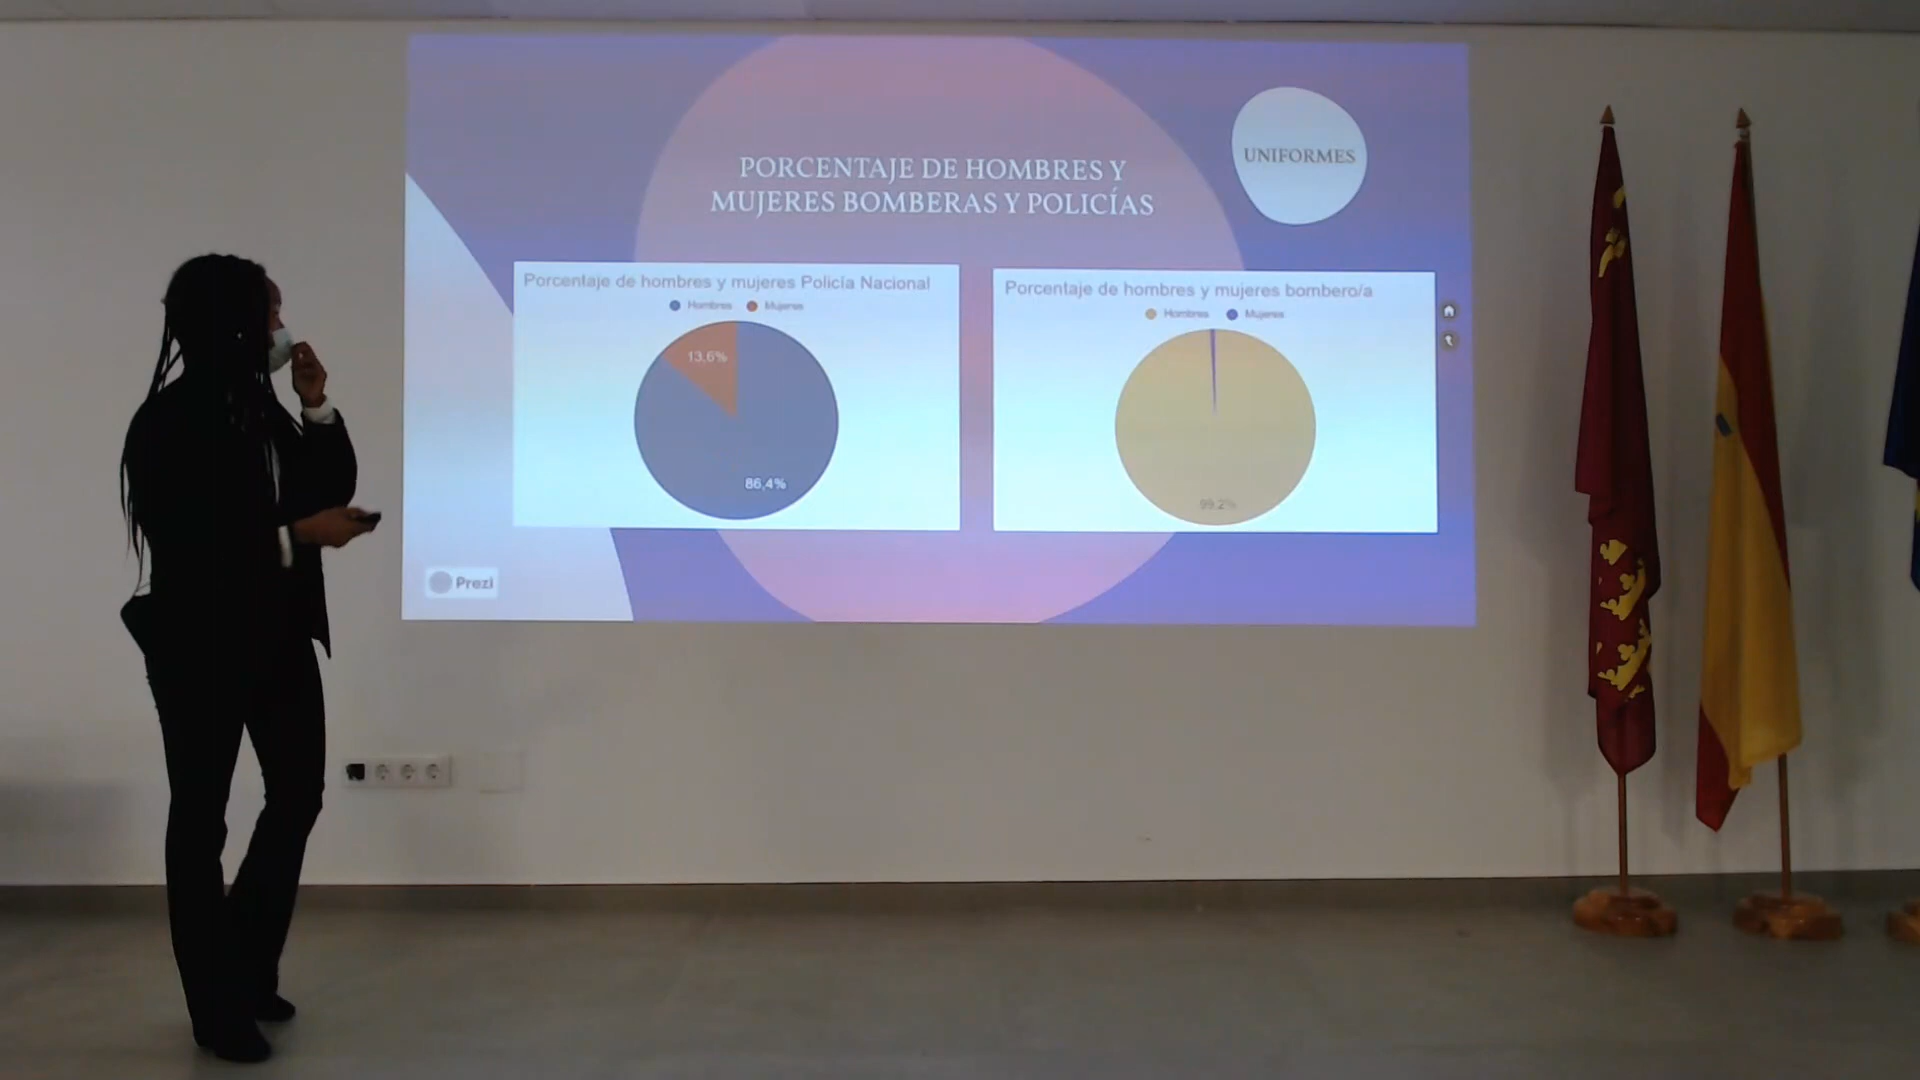 PORCENTAJE DE HOMBRES Y
MUJERES BOMBERAS Y POLICÍAS
UNIFORMES
Porcentaje de hombres y mujeres Policía Nacional
Hombres Mujeres
13,6%
86,4%
Porcentaje de hombres y mujeres bombero/a
Hombres Mujeres
99.2%
Prezi